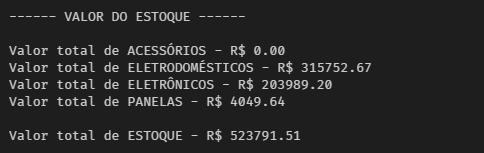 ------ VALOR DO ESTOQUE ------
Valor total de ACESSÓRIOS - R$ 0.00
Valor total de ELETRODOMÉSTICOS - R$ 315752.67
Valor total de ELETRÔNICOS - R$ 203989.20
Valor total de PANELAS - R$ 4049.64
Valor total de ESTOQUE - R$ 523791.51